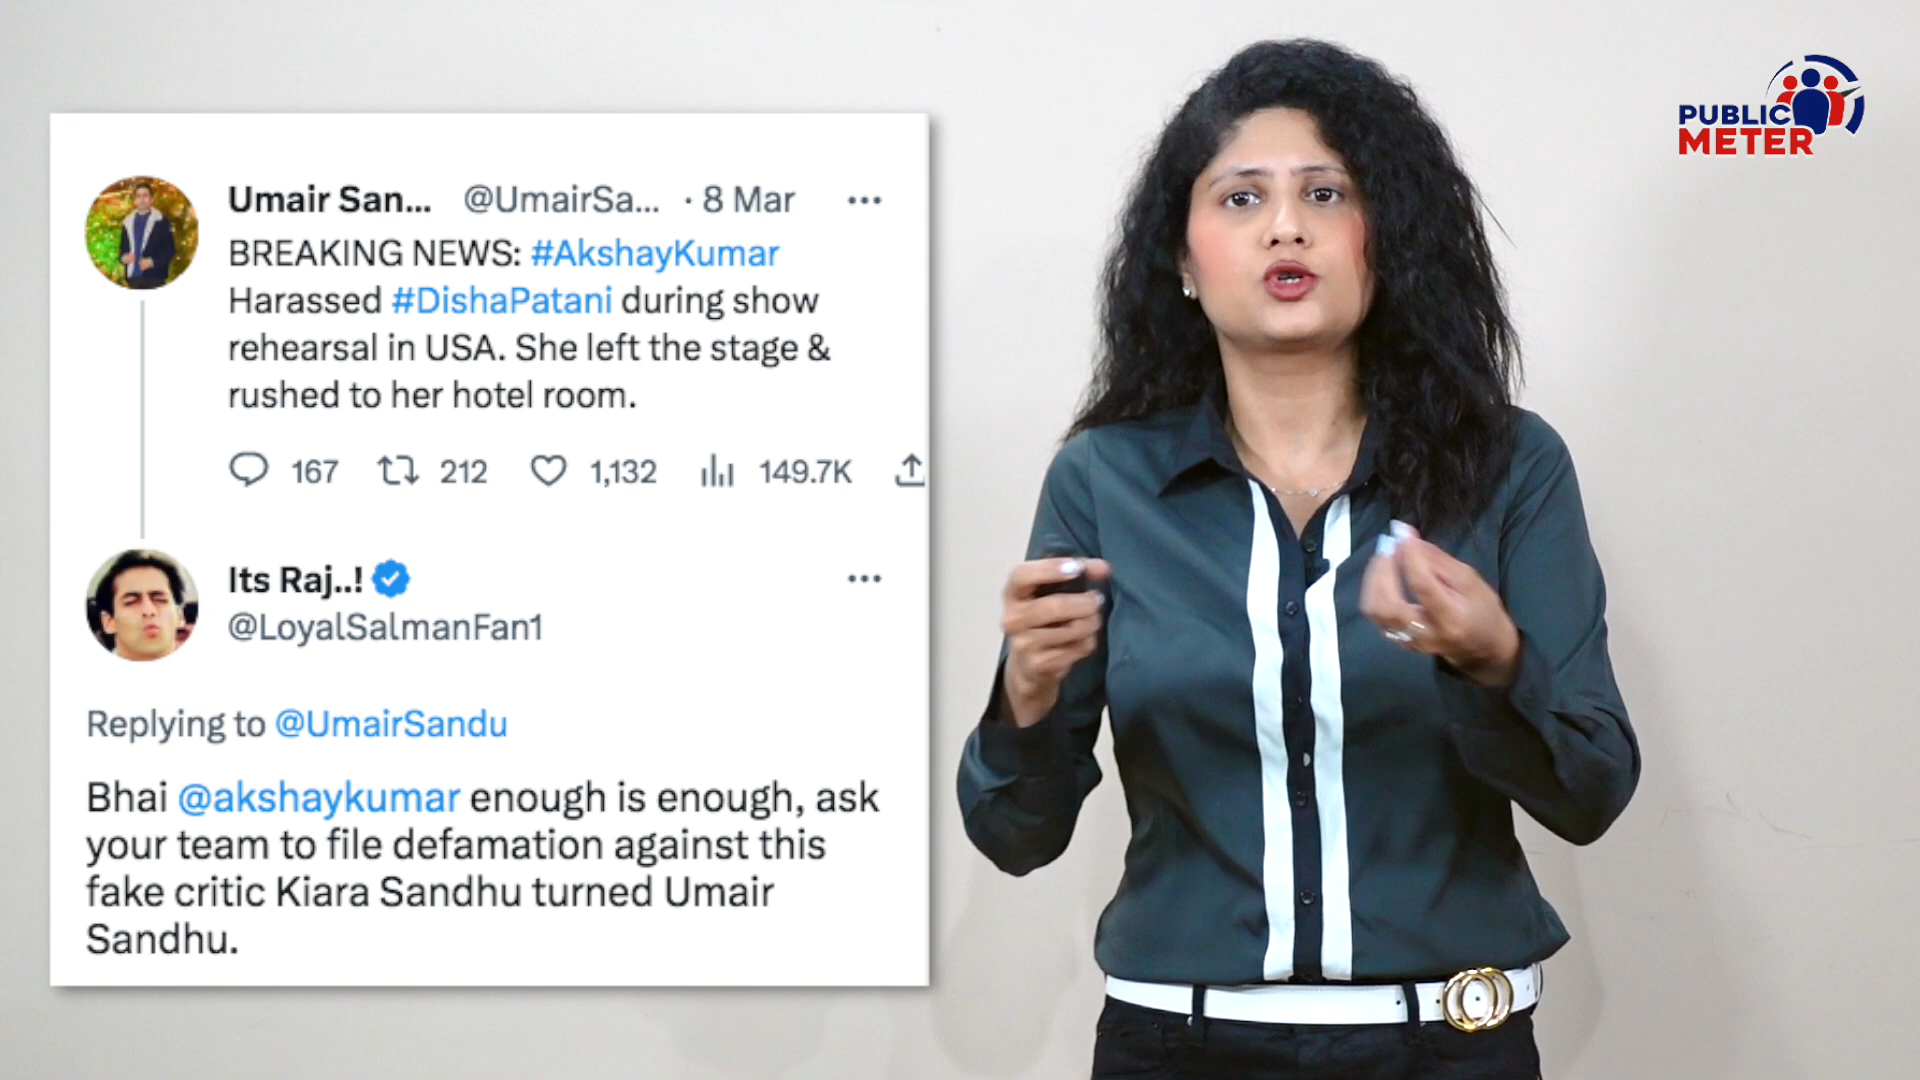 Umair San... @UmairSa... · 8 Mar ...
BREAKING NEWS: #AkshayKumar
Harassed #DishaPatani during show
rehearsal in USA. She left the stage &
rushed to her hotel room.
167 212 1,132 149.7K
Its Raj..! ...
@LoyalSalmanFan1
Replying to @UmairSandu
Bhai @akshaykumar enough is enough, ask
your team to file defamation against this
fake critic Kiara Sandhu turned Umair
Sandhu.
PUBLIC
METER